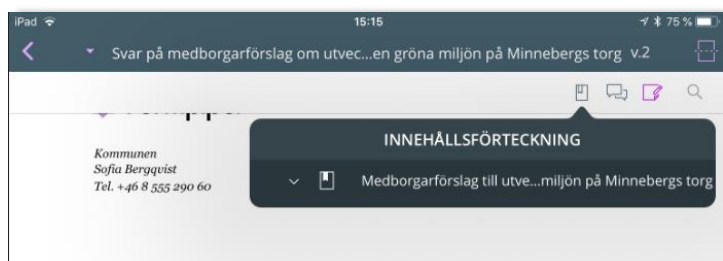 iPad 15:15 75 %
Svar på medborgarförslag om utvec...en gröna miljön på Minnebergs torg v.2
INNEHÅLLSFÖRTECKNING
Kommunen
Sofia Bergqvist
Tel. +46 8 555 290 60
Medborgarförslag till utve...miljön på Minnebergs torg